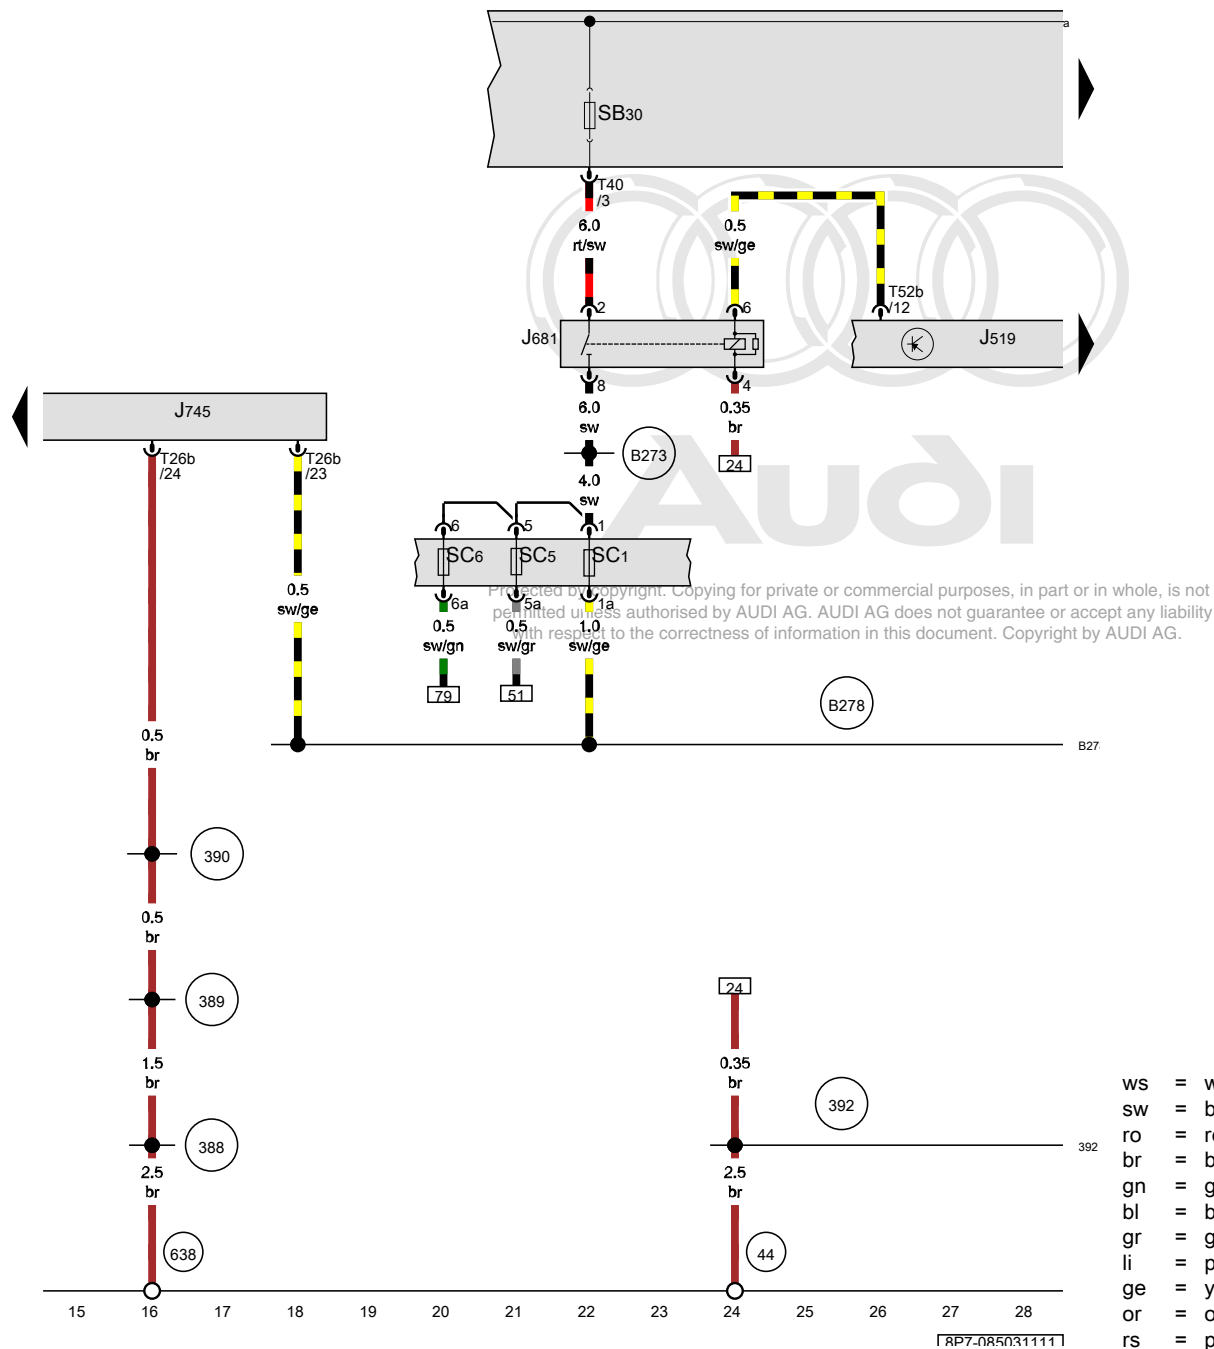 a
SB30
T40
/3
6.0
rt/sw
0.5
sw/ge
T52b
/12
2
6
J681
J519
8
4
6.0
sw
0.35
br
B273
24
J745
T26b
/24
T26b
/23
4.0
sw
6
5
1
SC6
SC5
SC1
Audi
Protected by copyright. Copying for private or commercial purposes, in part or in whole, is not
permitted unless authorised by AUDI AG. AUDI AG does not guarantee or accept any liability
with respect to the correctness of information in this document. Copyright by AUDI AG.
6a
5a
1a
0.5
sw/ge
0.5
sw/gn
0.5
sw/gr
1.0
sw/ge
79
51
B278
B27
0.5
br
390
0.5
br
389
24
1.5
br
0.35
br
392
388
392
2.5
br
2.5
br
638
44
15 16 17 18 19 20 21 22 23 24 25 26 27 28
8P7-085031111
ws =
sw = b
ro =
br = b
gn = g
bl = b
gr = g
li = p
ge = y
or = o
rs = p